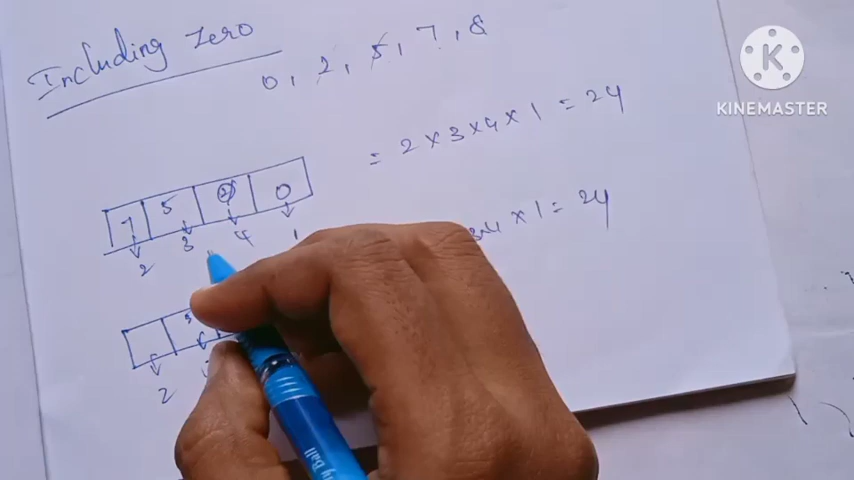 Including zero
0, 2, 5, 7, 8
KINEMASTER
= 2 x 3 x 4 x 1 = 24
7 5 2 0
2 3 4 1
x 1 = 24
2